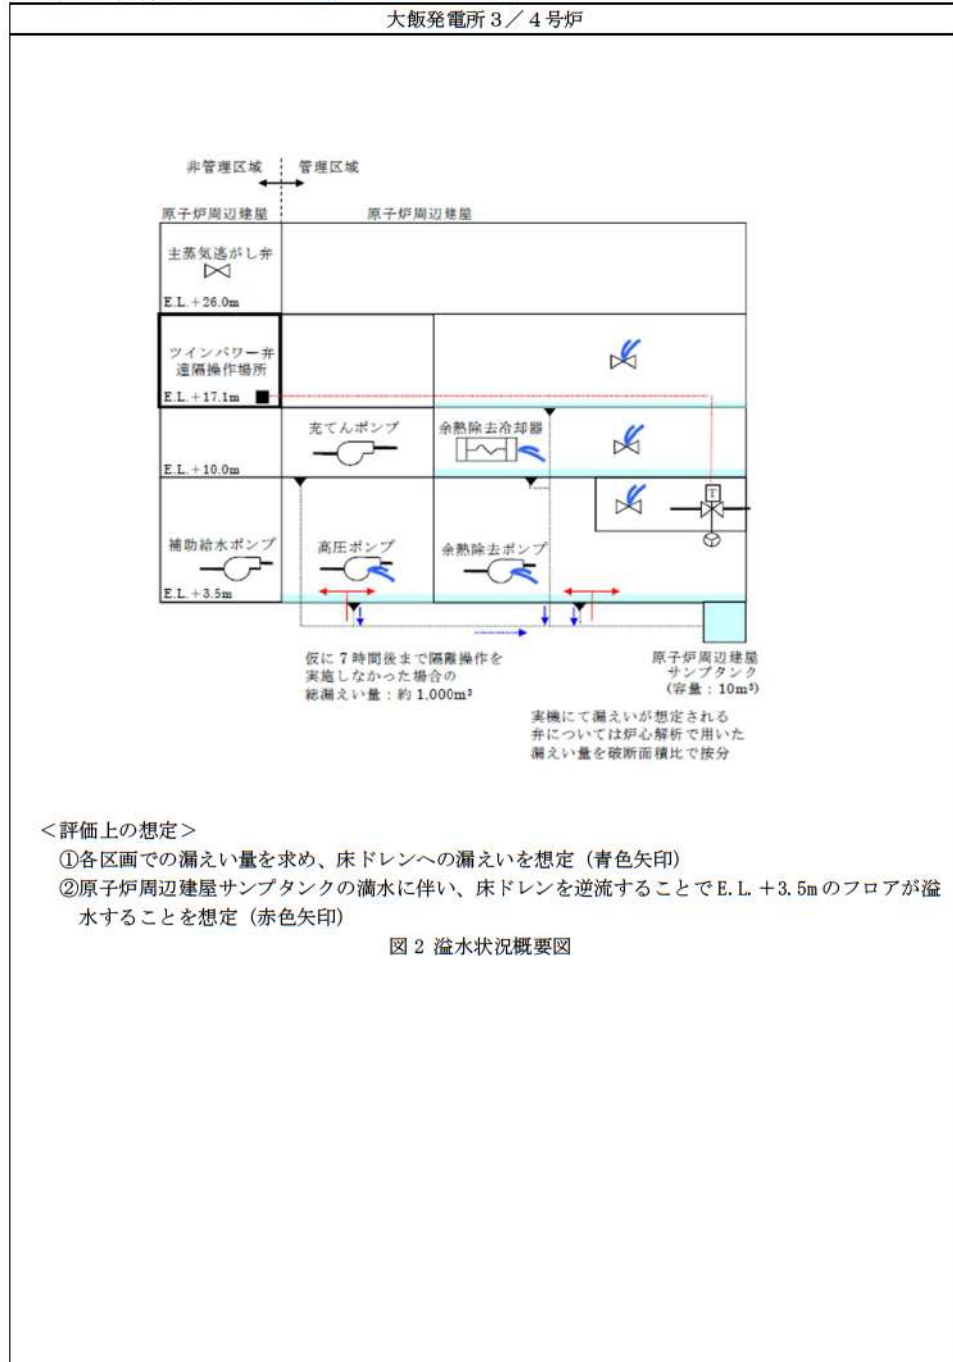 大飯発電所3／4号炉
非管理区域
管理区域
原子炉周辺建屋
原子炉周辺建屋
主蒸気逃がし弁
E.L.+26.0m
ツインパワー弁
遠隔操作場所
E.L.+17.1m
充てんポンプ
余熱除去冷却器
E.L.+10.0m
T
補助給水ポンプ
高圧ポンプ
余熱除去ポンプ
E.L.+3.5m
仮に7時間後まで隔離操作を
実施しなかった場合の
総漏えい量：約1,000m³
原子炉周辺建屋
サンプタンク
(容量：10m³)
実機にて漏えいが想定される
弁については炉心解析で用いた
漏えい量を破断面積比で按分
＜評価上の想定＞
①各区画での漏えい量を求め、床ドレンへの漏えいを想定（青色矢印）
②原子炉周辺建屋サンプタンクの満水に伴い、床ドレンを逆流することでE.L.＋3.5mのフロアが溢
水することを想定（赤色矢印）
図2 溢水状況概要図